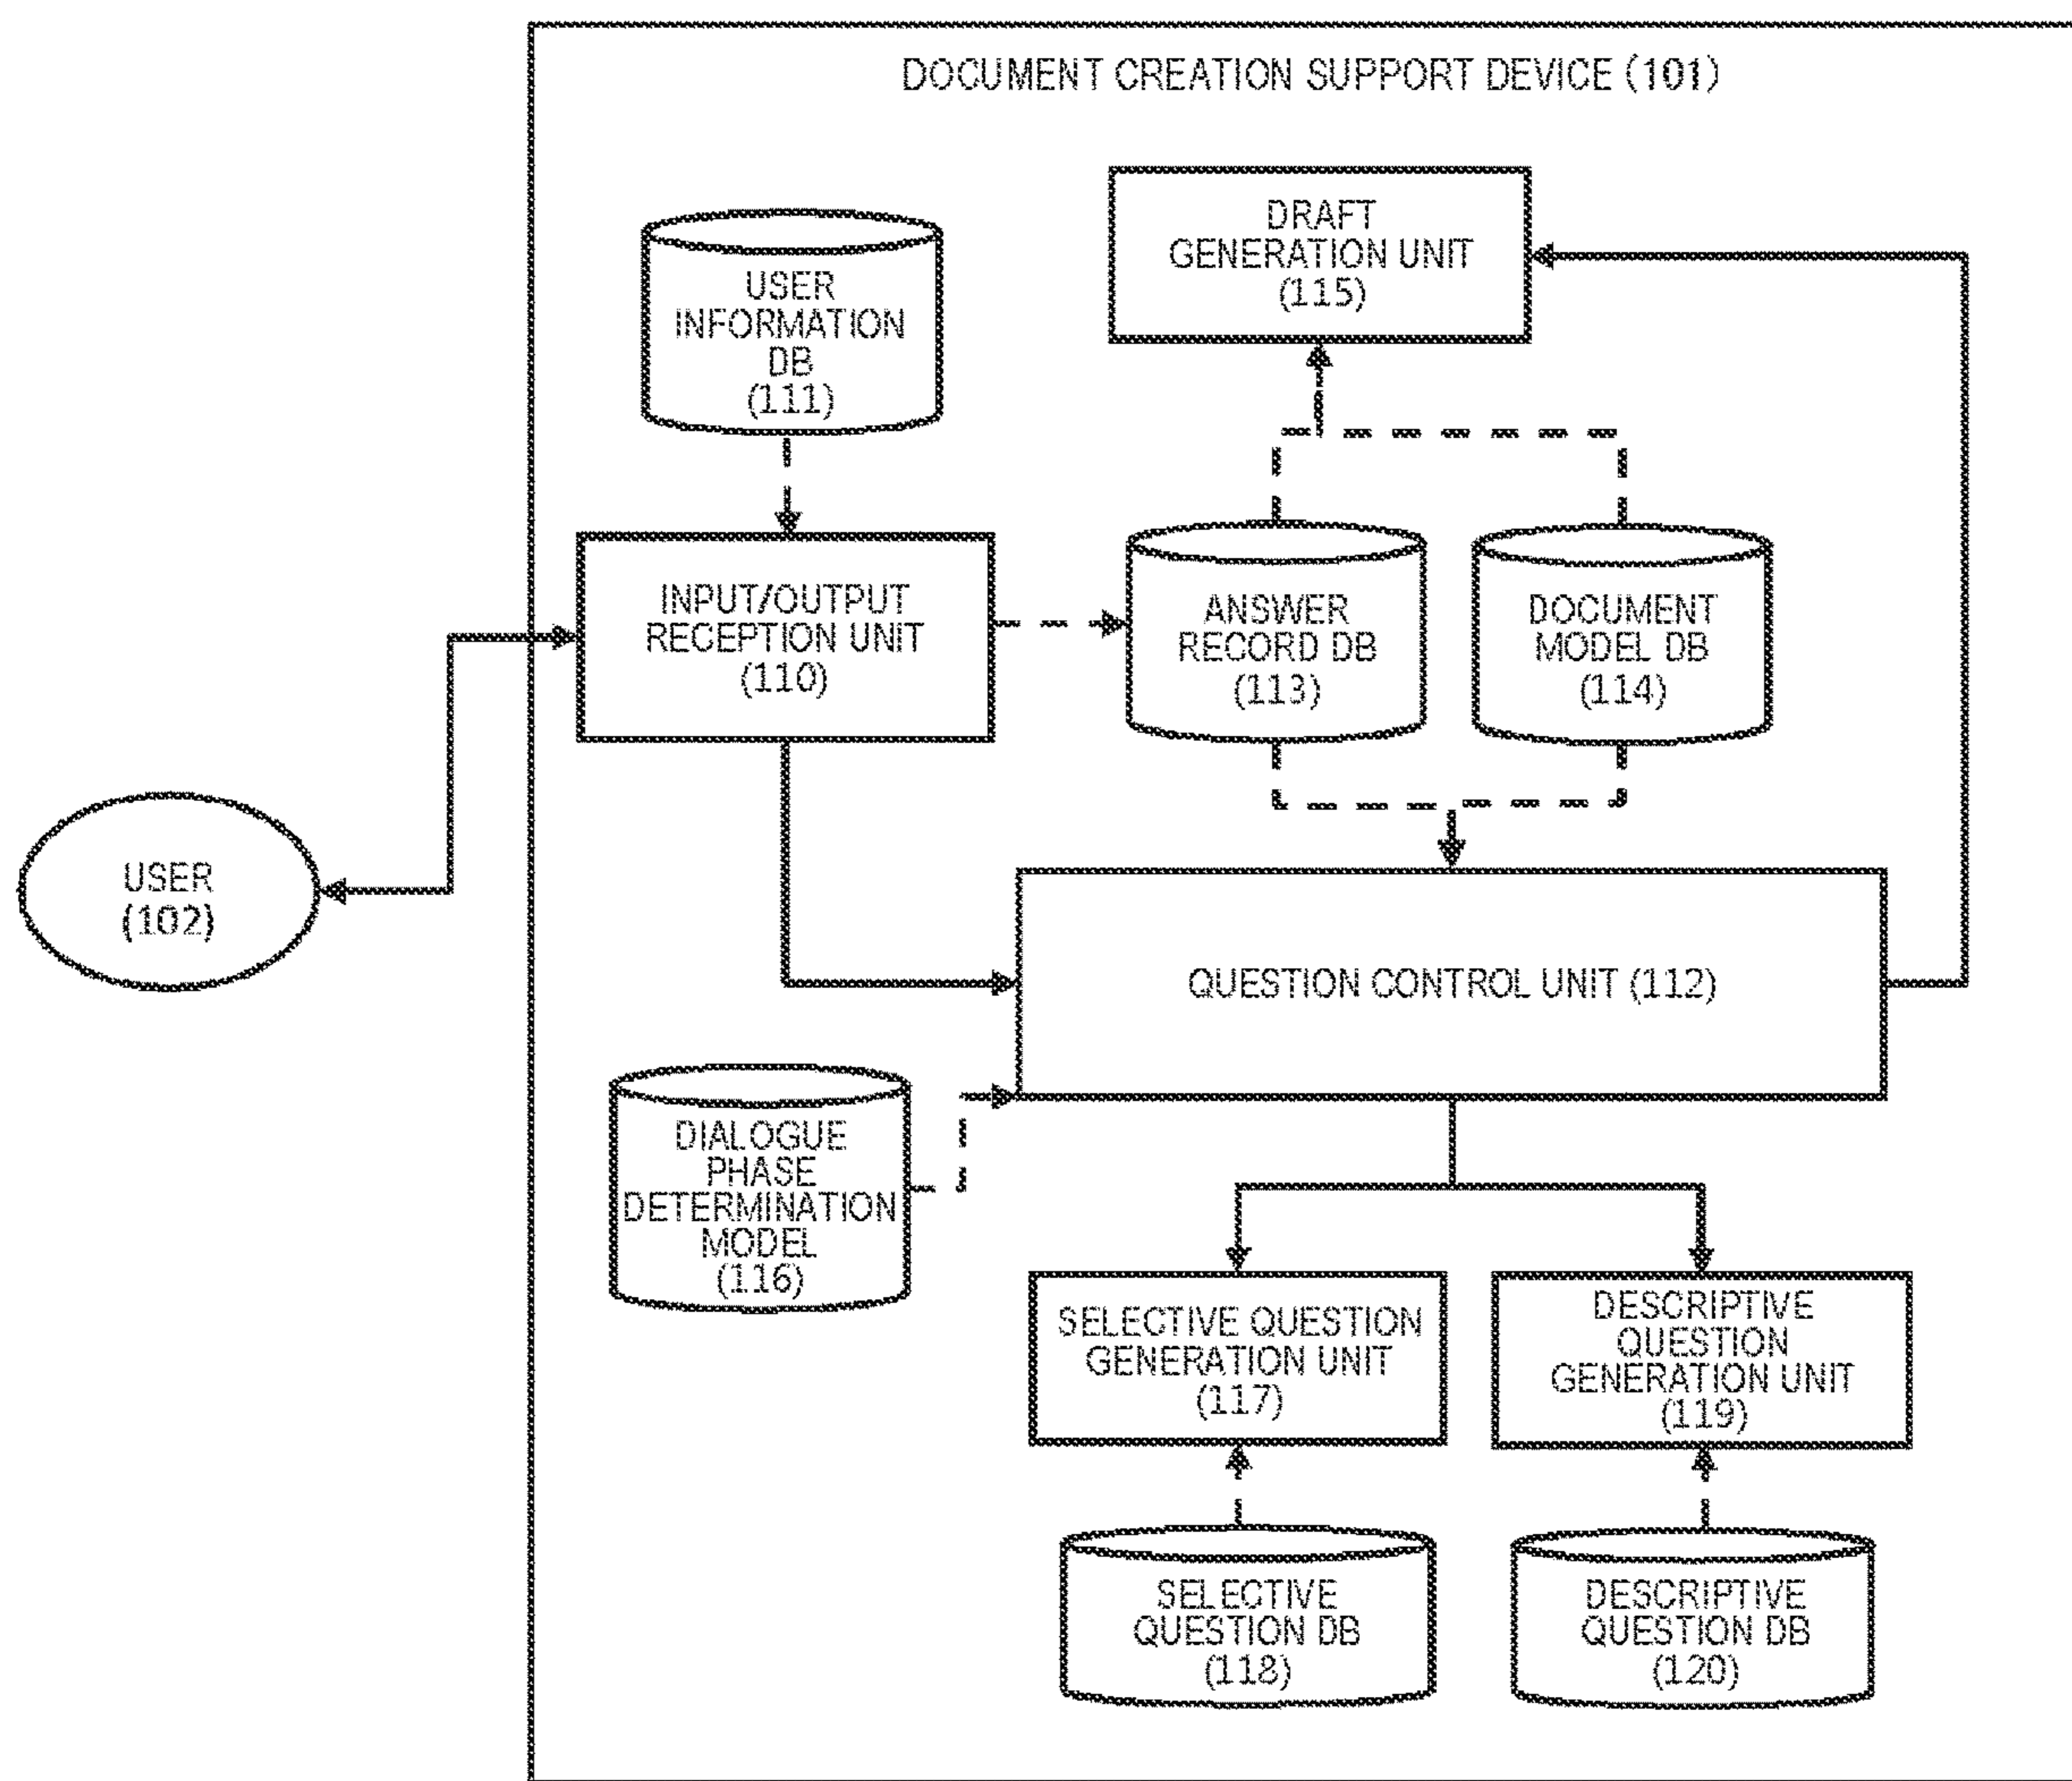 DOCUMENT CREATION SUPPORT DEVICE (101)
DRAFT
GENERATION UNIT
(115)
USER
INFORMATION
DB
(111)
INPUT/OUTPUT
RECEPTION UNIT
(110)
ANSWER
RECORD DB
(113)
DOCUMENT
MODEL DB
(114)
USER
(102)
QUESTION CONTROL UNIT (112)
DIALOGUE
PHASE
DETERMINATION
MODEL
(116)
SELECTIVE QUESTION
GENERATION UNIT
(117)
DESCRIPTIVE
QUESTION
GENERATION UNIT
(119)
SELECTIVE
QUESTION DB
(118)
DESCRIPTIVE
QUESTION DB
(120)